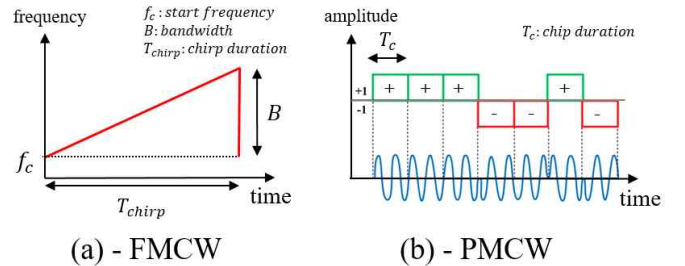 frequency
f_c: start frequency
B: bandwidth
T_chirp: chirp duration
B
f_c
time
T_chirp
(a) - FMCW
amplitude
T_c
T_c: chip duration
+1
-1
+ + + - - + -
time
(b) - PMCW